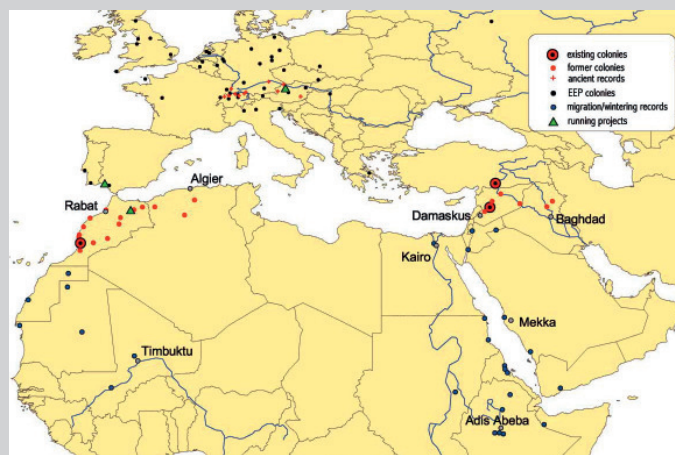 existing colonies
former colonies
ancient records
EEP colonies
migration/wintering records
running projects
Algier
Rabat
Damaskus
Baghdad
Kairo
Mekka
Timbuktu
Adis Abeba